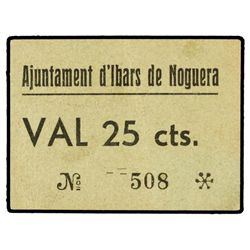 Ajuntament d'Ibars de Noguera
VAL 25 cts.
№ 508